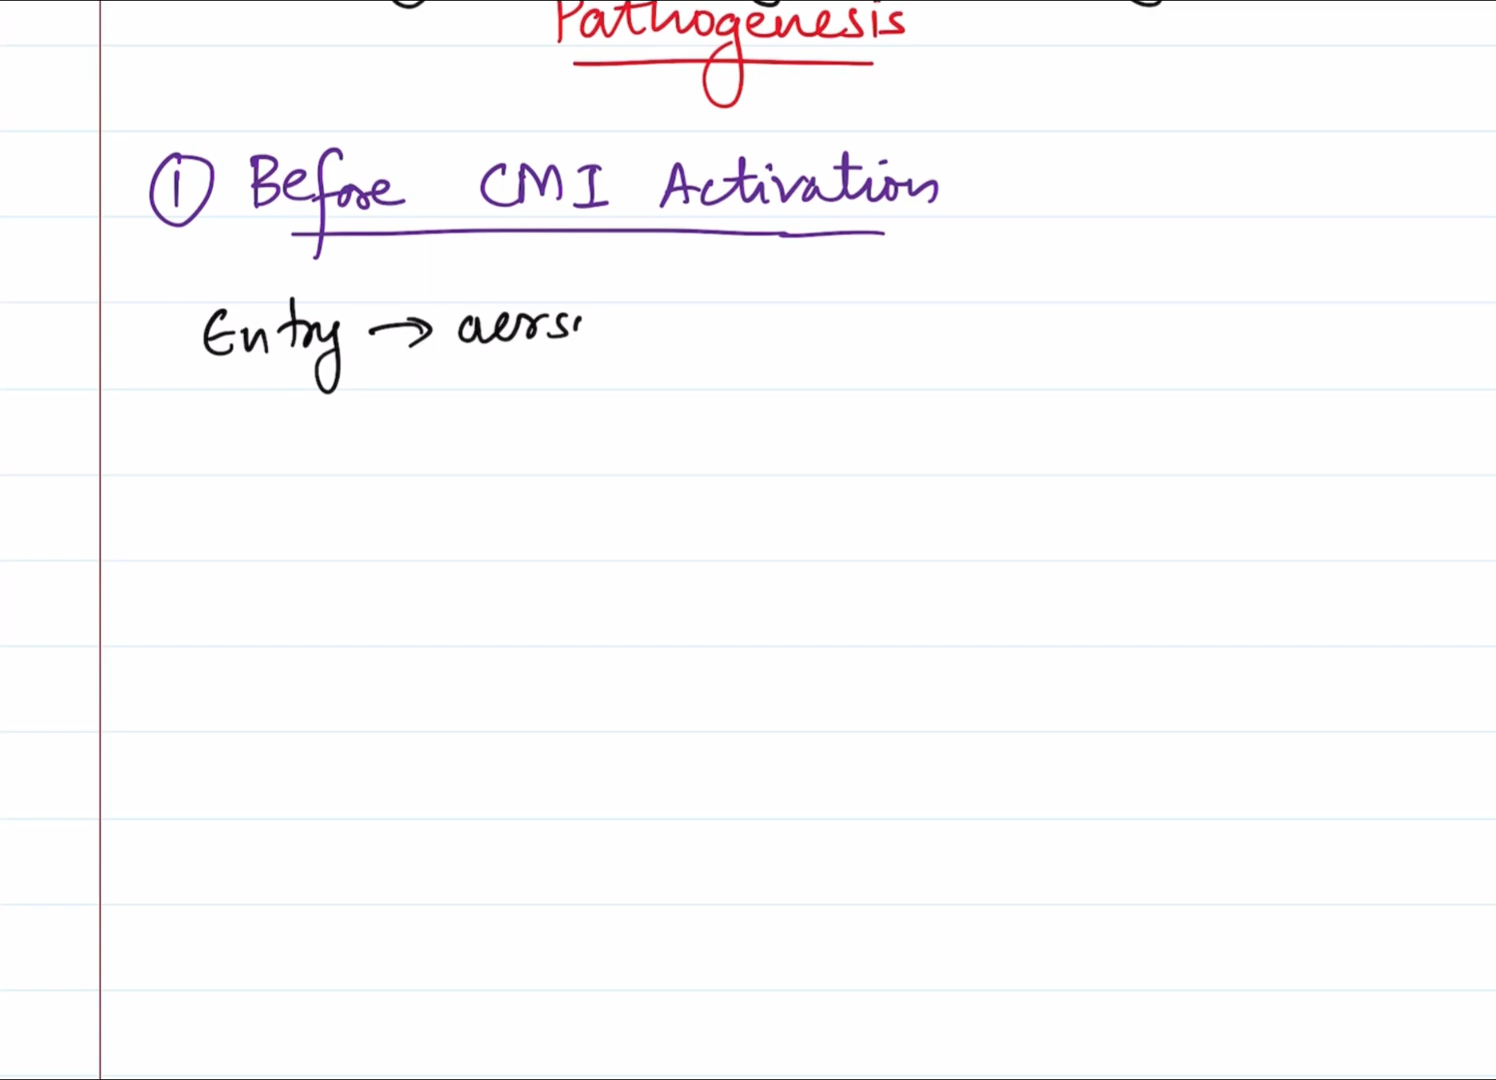 Pathogenesis
① Before CMI Activation
Entry → aers